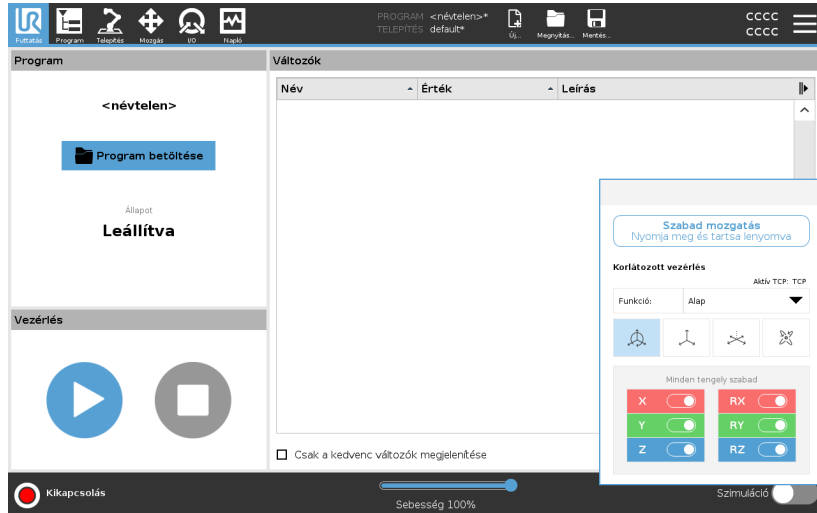 UR
Futtatás
Program
Telepítés
Mozgás
I/O
Napló
PROGRAM <névtelen>*
TELEPÍTÉS default*
Új...
Megnyitás...
Mentés...
cccc
cccc
Program
<névtelen>
Program betöltése
Állapot
Leállítva
Vezérlés
Változók
Név
Érték
Leírás
Csak a kedvenc változók megjelenítése
Szabad mozgatás
Nyomja meg és tartsa lenyomva
Korlátozott vezérlés
Aktív TCP: TCP
Funkció: Alap
Minden tengely szabad
X RX
Y RY
Z RZ
Kikapcsolás
Sebesség 100%
Szimuláció